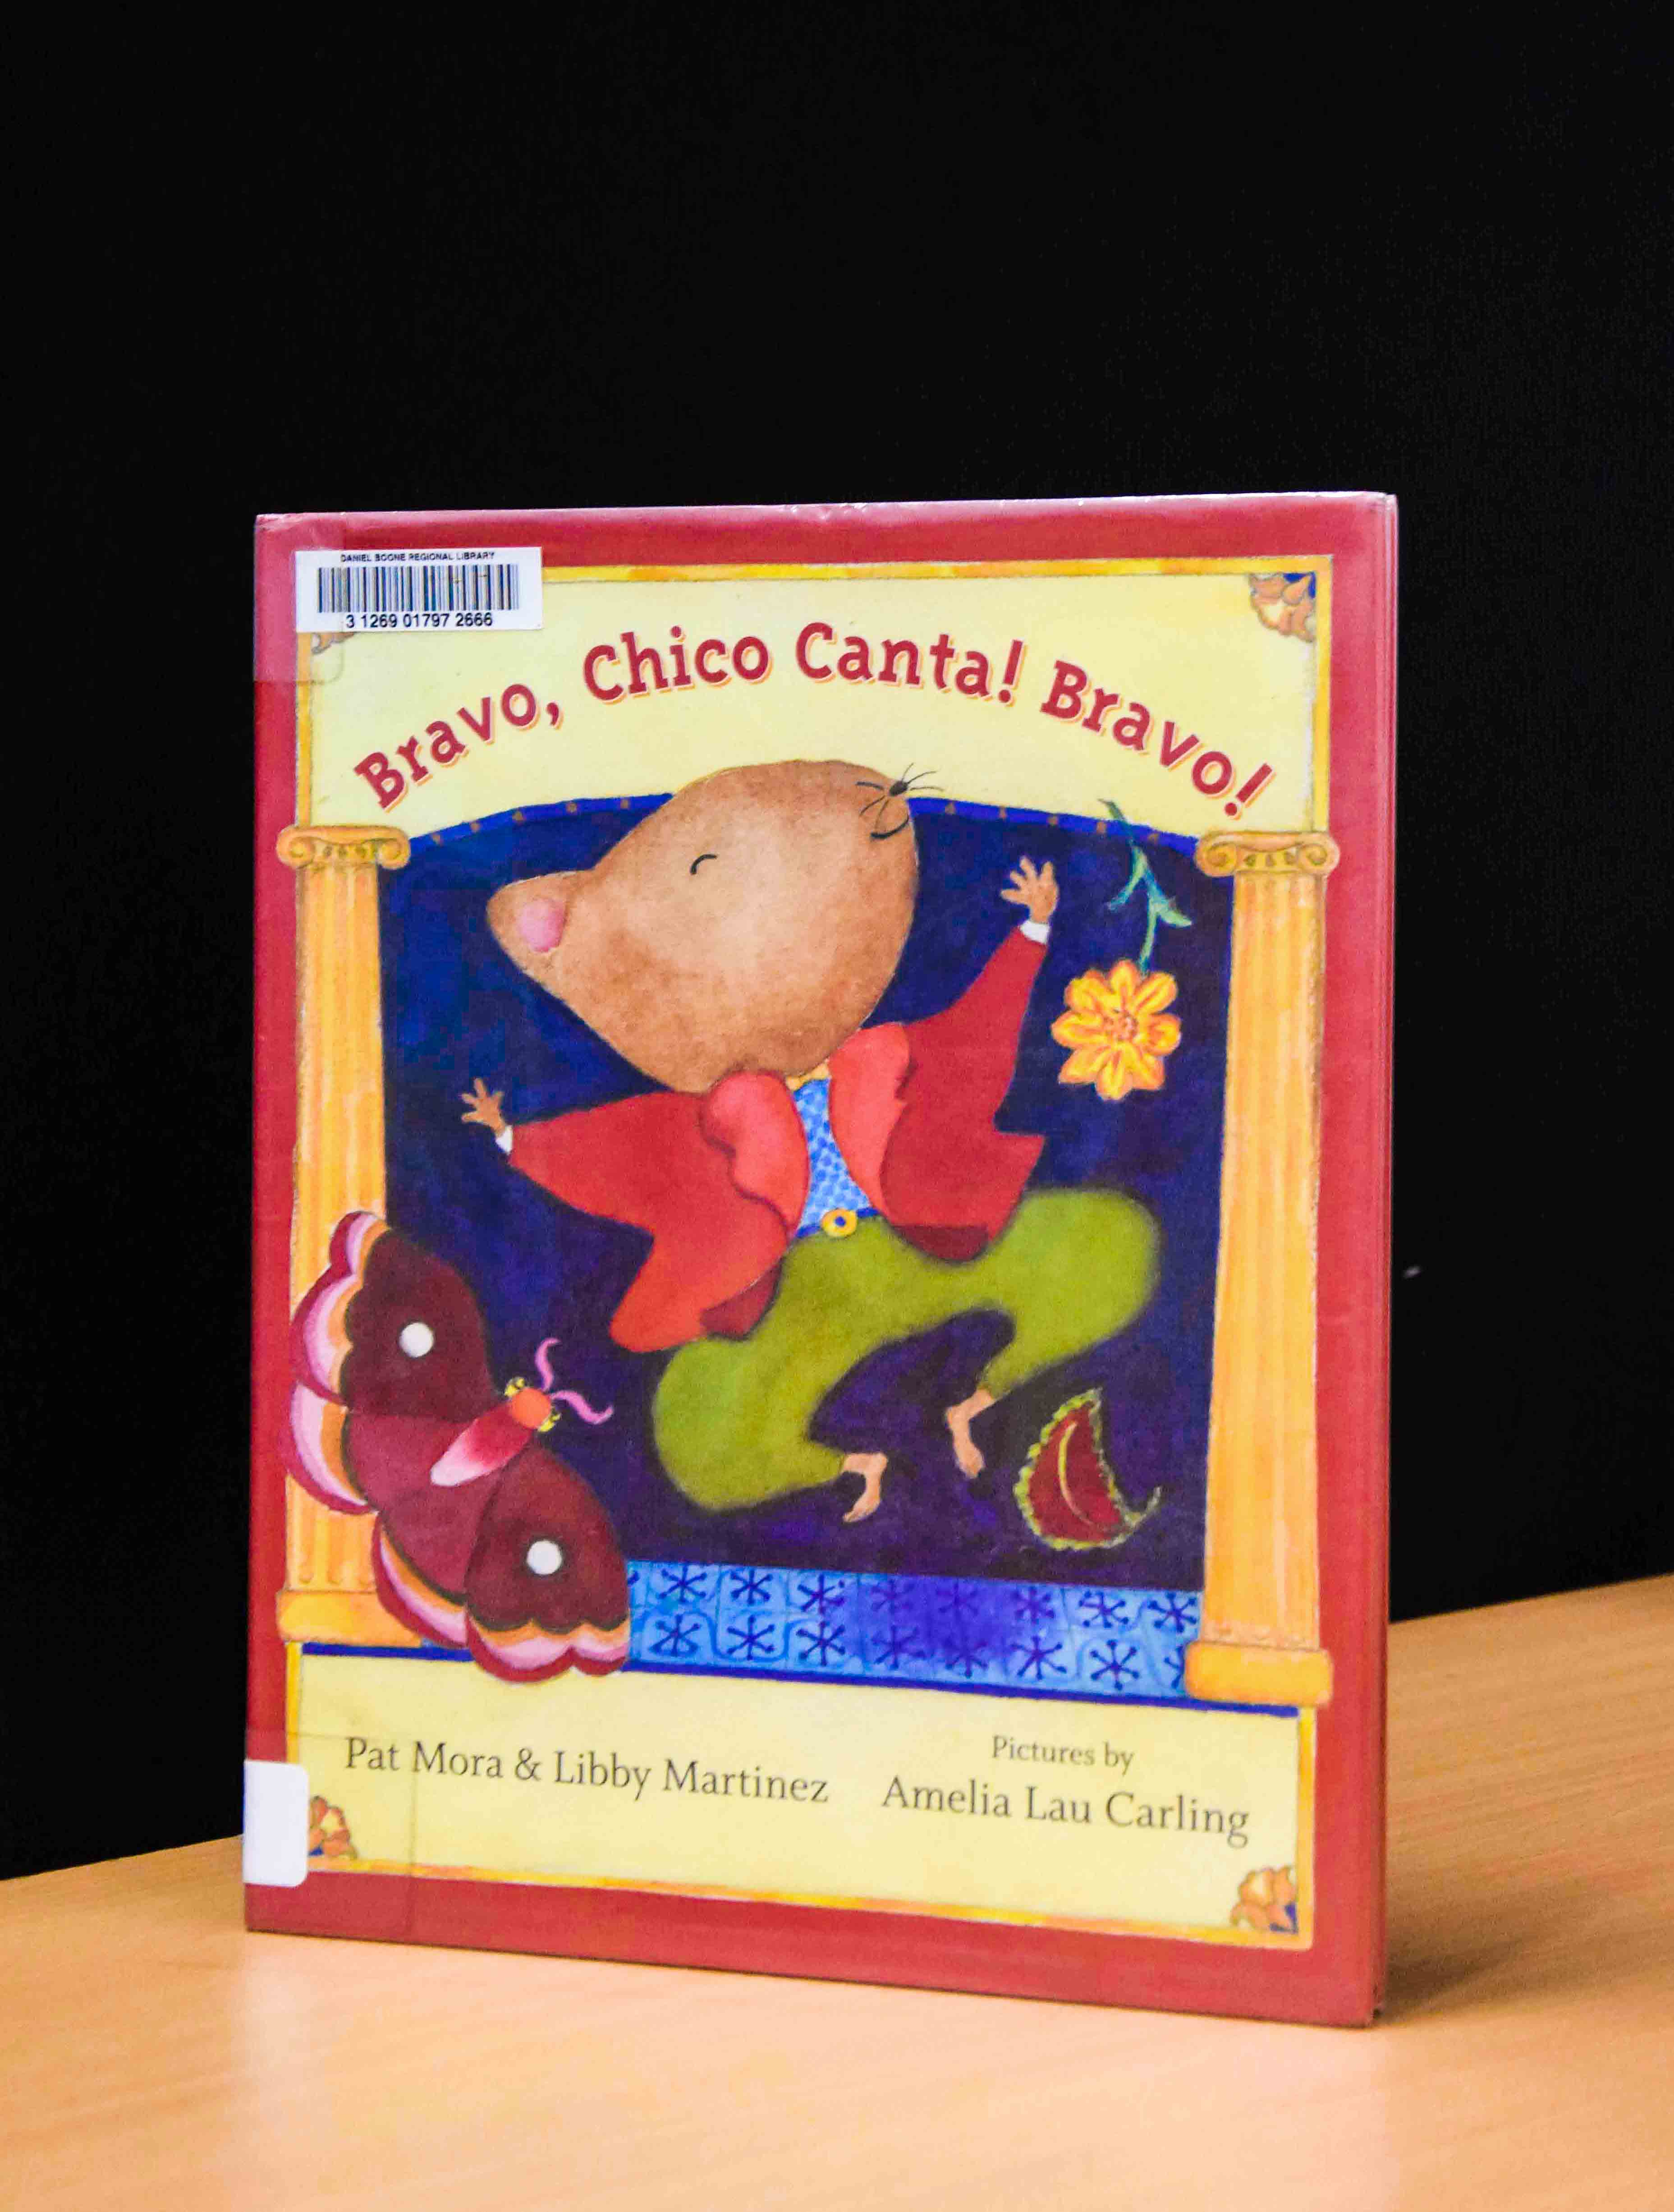 DANIEL BOONE REGIONAL LIBRARY
3 1269 01797 2666
Bravo, Chico Canta! Bravo!
Pat Mora & Libby Martinez
Pictures by
Amelia Lau Carling